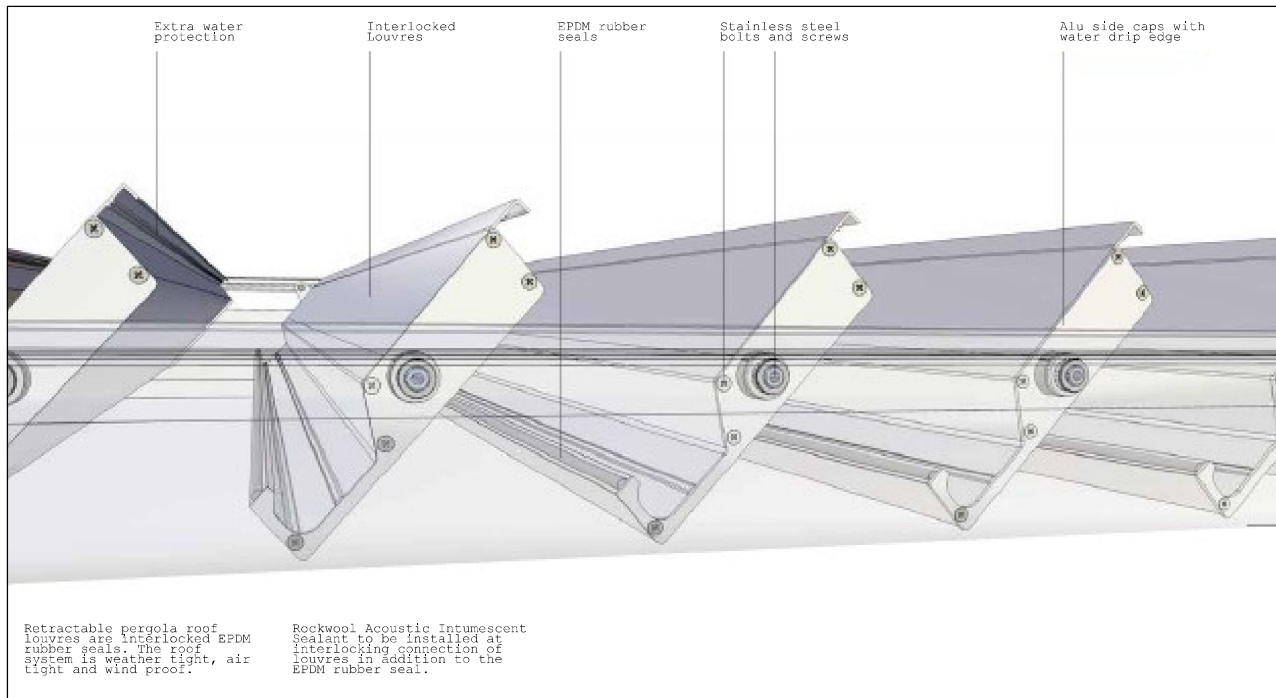 Extra water
protection
Interlocked
Louvres
EPDM rubber
seals
Stainless steel
bolts and screws
Alu side caps with
water drip edge
Retractable pergola roof
louvres are interlocked EPDM
rubber seals. The roof
system is weather tight, air
tight and wind proof.
Rockwool Acoustic Intumescent
Sealant to be installed at
interlocking connection of
louvres in addition to the
EPDM rubber seal.